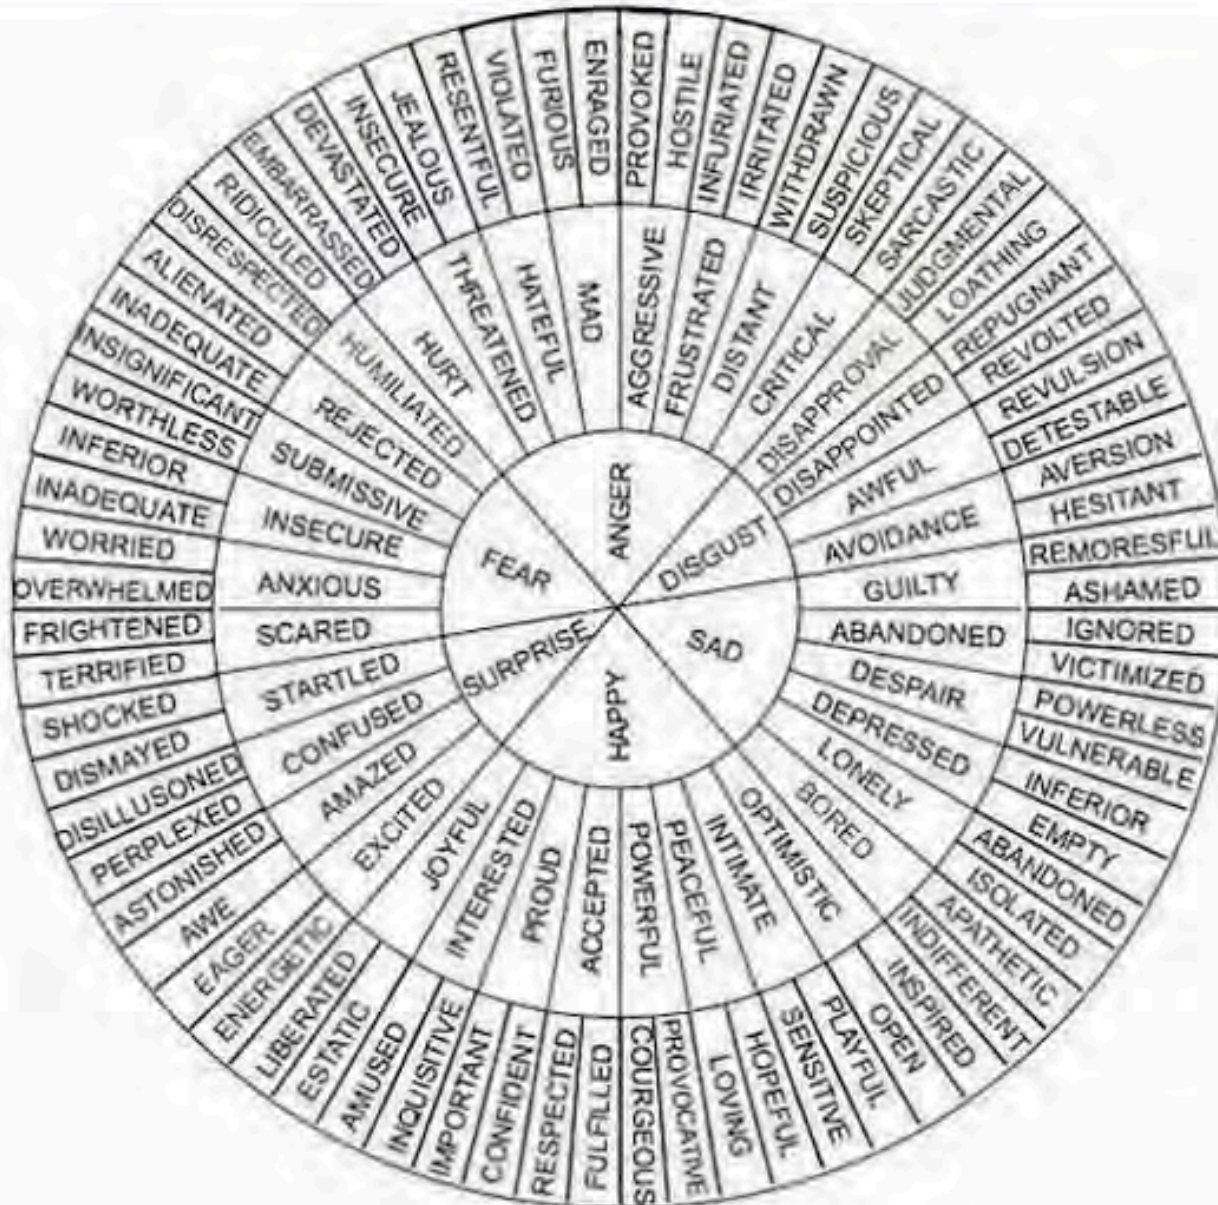 ANGER
DISGUST
SAD
HAPPY
SURPRISE
FEAR
MAD
AGGRESSIVE
FRUSTRATED
DISTANT
CRITICAL
DISAPPROVAL
DISAPPOINTED
AWFUL
AVOIDANCE
GUILTY
ABANDONED
DESPAIR
DEPRESSED
LONELY
BORED
OPTIMISTIC
INTIMATE
PEACEFUL
POWERFUL
ACCEPTED
PROUD
INTERESTED
JOYFUL
EXCITED
AMAZED
CONFUSED
STARTLED
SCARED
ANXIOUS
INSECURE
SUBMISSIVE
REJECTED
HUMILIATED
HURT
THREATENED
HATEFUL
ENRAGED
PROVOKED
HOSTILE
INFURIATED
IRRITATED
WITHDRAWN
SUSPICIOUS
SKEPTICAL
SARCASTIC
JUDGMENTAL
LOATHING
REPUGNANT
REVOLTED
REVULSION
DETESTABLE
AVERSION
HESITANT
REMORESFUL
ASHAMED
IGNORED
VICTIMIZED
POWERLESS
VULNERABLE
INFERIOR
EMPTY
ABANDONED
ISOLATED
APATHETIC
INDIFFERENT
INSPIRED
OPEN
PLAYFUL
SENSITIVE
HOPEFUL
LOVING
PROVOCATIVE
COURGEOUS
FULFILLED
RESPECTED
CONFIDENT
IMPORTANT
INQUISITIVE
AMUSED
ESTATIC
LIBERATED
ENERGETIC
EAGER
AWE
ASTONISHED
PERPLEXED
DISILLUSONED
DISMAYED
SHOCKED
TERRIFIED
FRIGHTENED
OVERWHELMED
WORRIED
INADEQUATE
INFERIOR
WORTHLESS
INSIGNIFICANT
INADEQUATE
ALIENATED
DISRESPECTED
RIDICULED
EMBARRASSED
DEVASTATED
INSECURE
JEALOUS
RESENTFUL
VIOLATED
FURIOUS